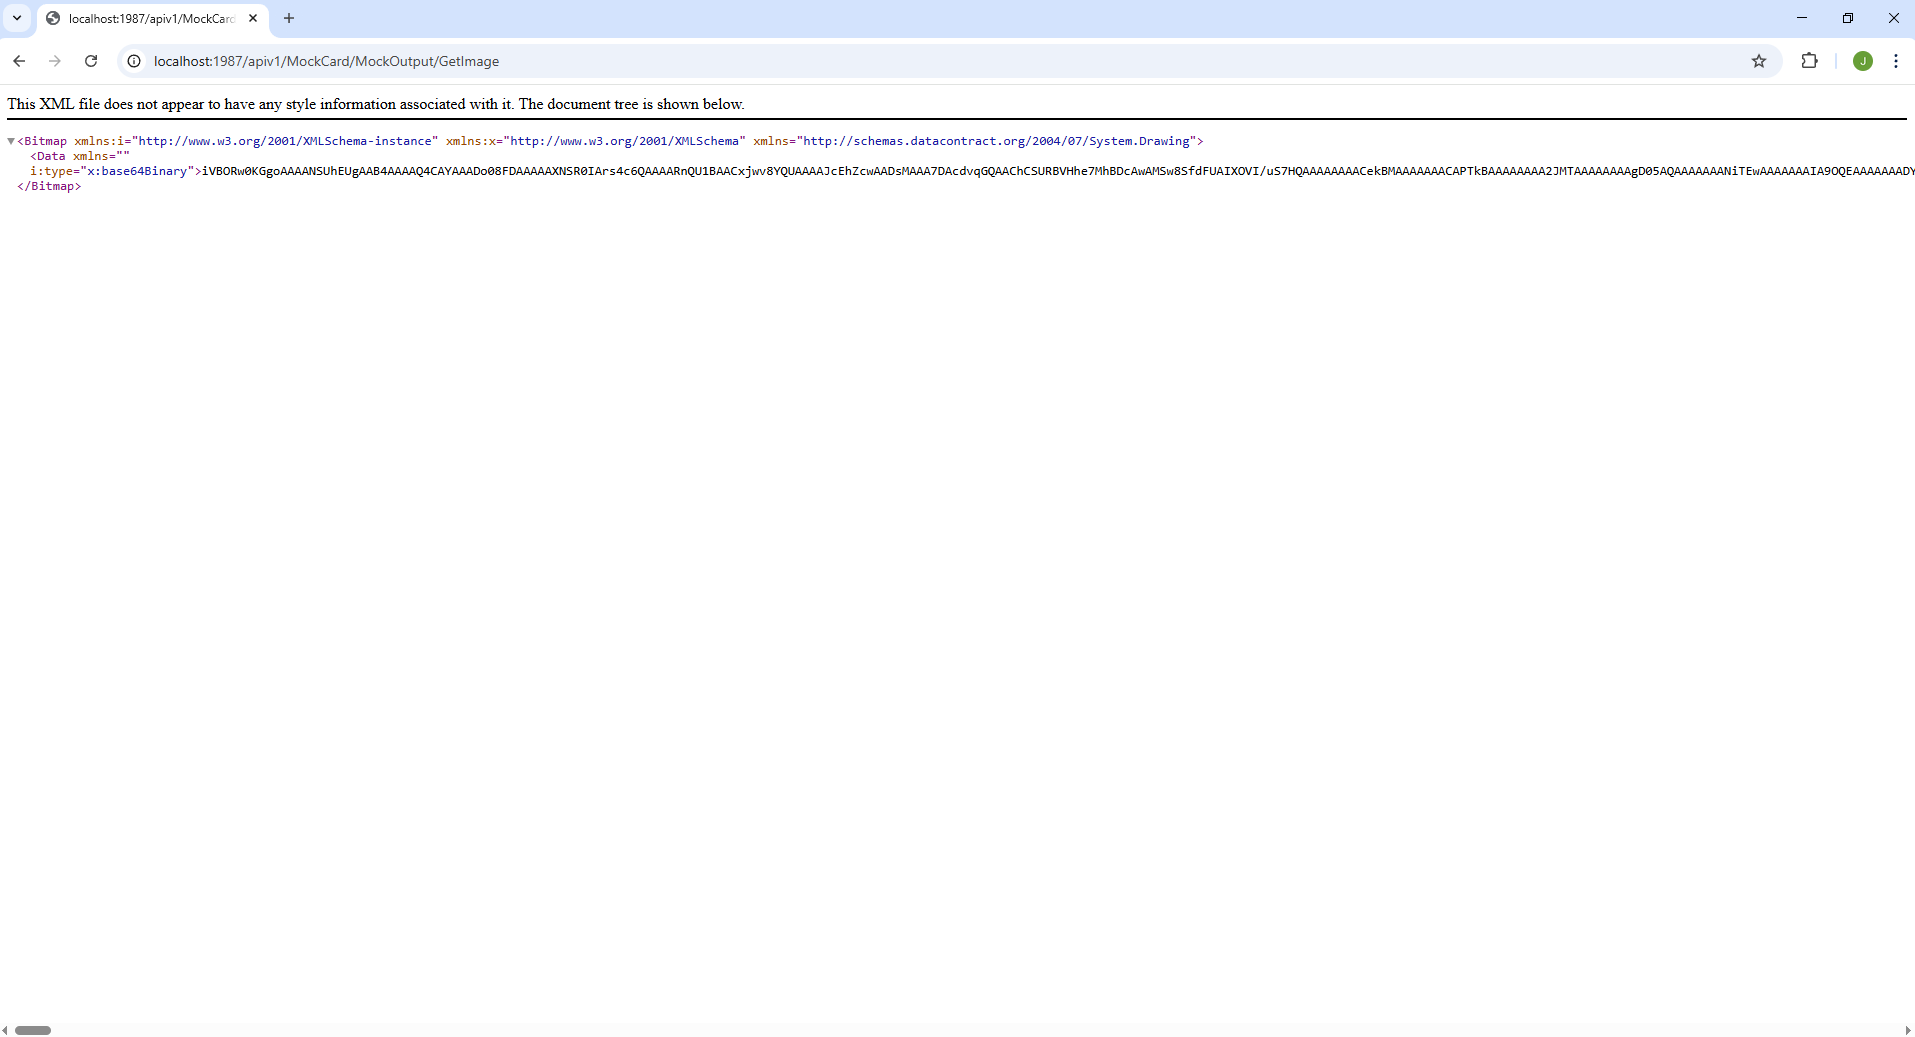 localhost:1987/apiv1/MockCard
localhost:1987/apiv1/MockCard/MockOutput/GetImage
J
This XML file does not appear to have any style information associated with it. The document tree is shown below.
<Bitmap xmlns:i="http://www.w3.org/2001/XMLSchema-instance" xmlns:x="http://www.w3.org/2001/XMLSchema" xmlns="http://schemas.datacontract.org/2004/07/System.Drawing">
<Data xmlns=""
i:type="x:base64Binary">iVBORw0KGgoAAAANSUhEUgAAB4AAAAQ4CAYAAADo08FDAAAAAXNSR0IArs4c6QAAAARnQU1BAACxjwv8YQUAAAAJcEhZcwAADsMAAA7DAcdvqGQAAChCSURBVHhe7MhBDcAwAMSw8SfdFUAIXOVI/uS7HQAAAAAAAACekBMAAAAAAACAPTkBAAAAAAAA2JMTAAAAAAAAgD05AQAAAAAAANiTEwAAAAAAAIA9OQEAAAAAAADY
</Bitmap>